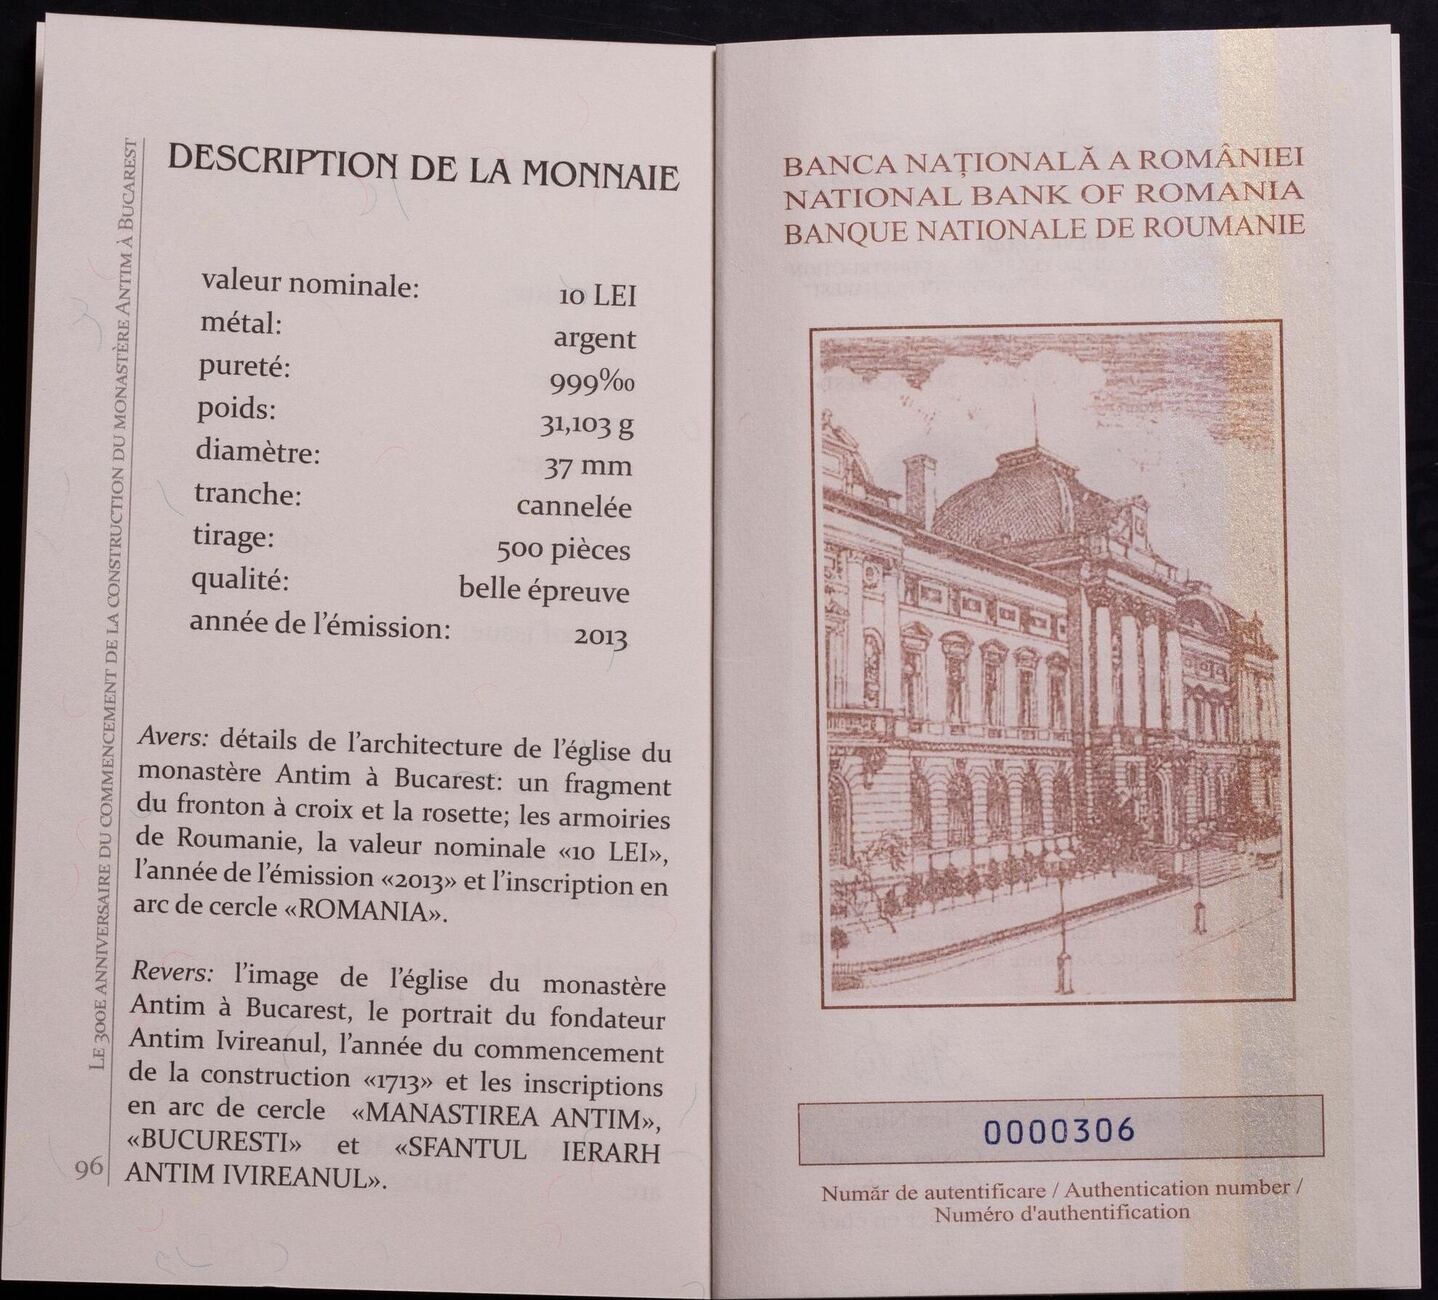 LE 300E ANNIVERSAIRE DU COMMENCEMENT DE LA CONSTRUCTION DU MONASTÈRE ANTIM À BUCAREST
DESCRIPTION DE LA MONNAIE
valeur nominale: 10 LEI
métal: argent
pureté: 999‰
poids: 31,103 g
diamètre: 37 mm
tranche: cannelée
tirage: 500 pièces
qualité: belle épreuve
année de l'émission: 2013
Avers: détails de l'architecture de l'église du
monastère Antim à Bucarest: un fragment
du fronton à croix et la rosette; les armoiries
de Roumanie, la valeur nominale «10 LEI»,
l'année de l'émission «2013» et l'inscription en
arc de cercle «ROMANIA».
Revers: l'image de l'église du monastère
Antim à Bucarest, le portrait du fondateur
Antim Ivireanul, l'année du commencement
de la construction «1713» et les inscriptions
en arc de cercle «MANASTIREA ANTIM»,
«BUCURESTI» et «SFANTUL IERARH
ANTIM IVIREANUL».
96
BANCA NAȚIONALĂ A ROMÂNIEI
NATIONAL BANK OF ROMANIA
BANQUE NATIONALE DE ROUMANIE
0000306
Număr de autentificare / Authentication number /
Numéro d'authentification